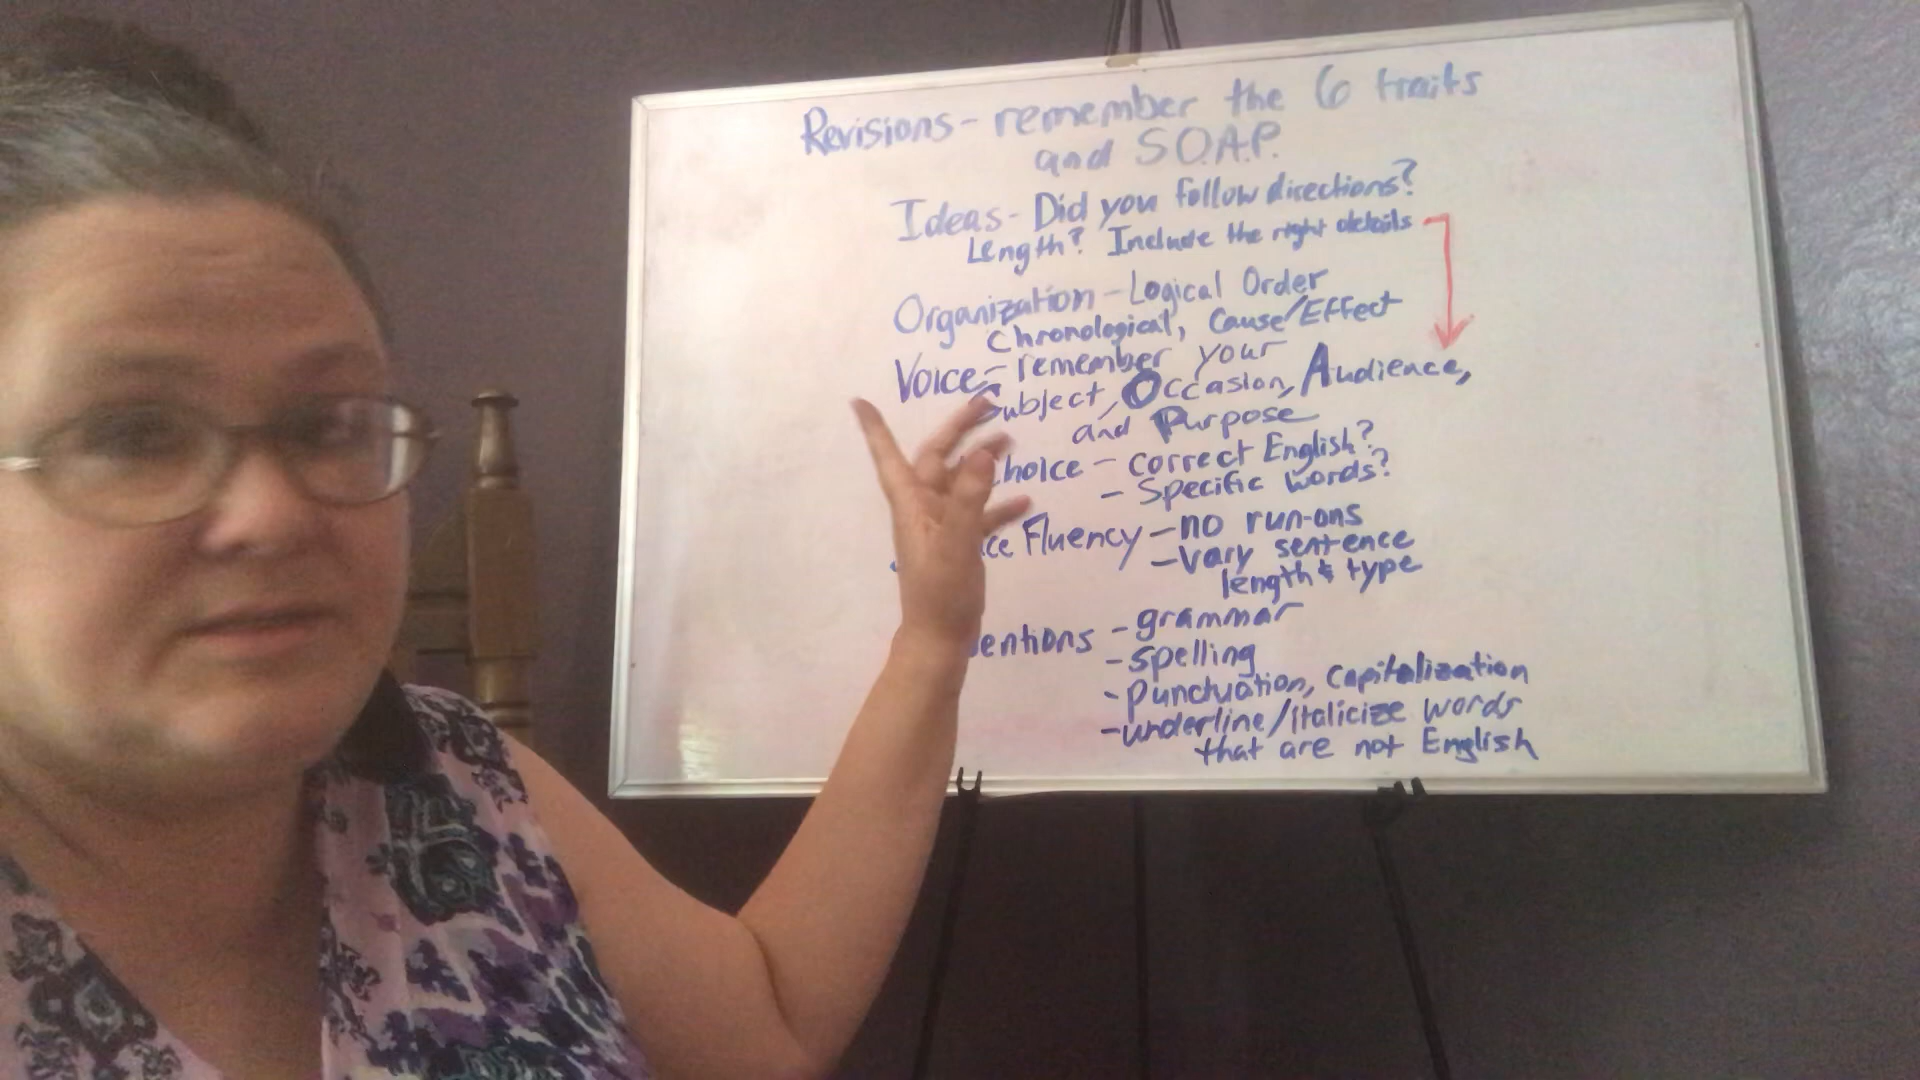 Revisions - remember the 6 traits
and S.O.A.P.
Ideas - Did you follow directions?
Length? Include the right details
Organization - Logical Order
Chronological, Cause/Effect
Voice - remember your
Subject, Occasion, Audience,
and Purpose
Choice - correct English?
- Specific words?
Fluency - no run-ons
- vary sentence
length & type
- grammar
- spelling
- punctuation, capitalization
- underline/italicize words
that are not English